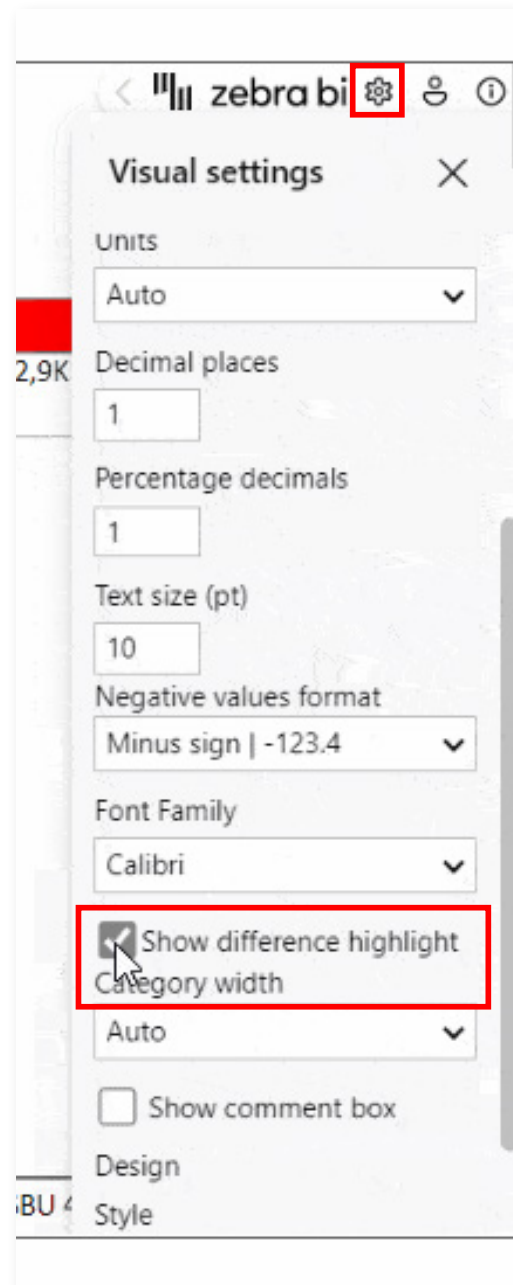 zebra bi
Visual settings
Units
Auto
2,9K
Decimal places
1
Percentage decimals
1
Text size (pt)
10
Negative values format
Minus sign | -123.4
Font Family
Calibri
Show difference highlight
Category width
Auto
Show comment box
Design
BU 4
Style